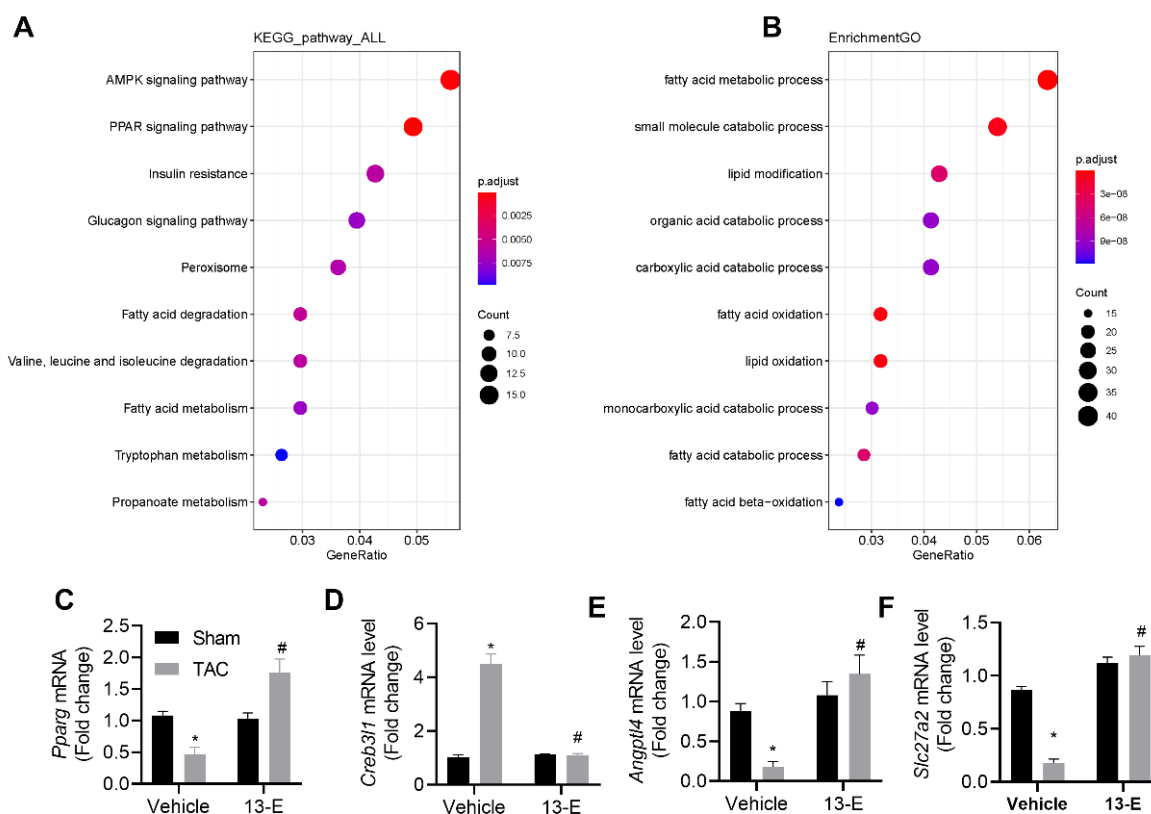 A
KEGG_pathway_ALL
AMPK signaling pathway
PPAR signaling pathway
Insulin resistance
Glucagon signaling pathway
Peroxisome
Fatty acid degradation
Valine, leucine and isoleucine degradation
Fatty acid metabolism
Tryptophan metabolism
Propanoate metabolism
0.03 0.04 0.05
GeneRatio
p.adjust
0.0025
0.0050
0.0075
Count
7.5
10.0
12.5
15.0
B
EnrichmentGO
fatty acid metabolic process
small molecule catabolic process
lipid modification
organic acid catabolic process
carboxylic acid catabolic process
fatty acid oxidation
lipid oxidation
monocarboxylic acid catabolic process
fatty acid catabolic process
fatty acid beta-oxidation
0.03 0.04 0.05 0.06
GeneRatio
p.adjust
3e-08
6e-08
9e-08
Count
15
20
25
30
35
40
C
Pparg mRNA
(Fold change)
2.5
2.0
1.5
1.0
0.5
0.0
Sham
TAC
*
#
Vehicle 13-E
D
Creb3l1 mRNA level
(Fold change)
6
4
2
0
*
#
Vehicle 13-E
E
Angptl4 mRNA level
(Fold change)
2.0
1.5
1.0
0.5
0.0
*
#
Vehicle 13-E
F
Slc27a2 mRNA level
(Fold change)
1.5
1.0
0.5
0.0
*
#
Vehicle 13-E